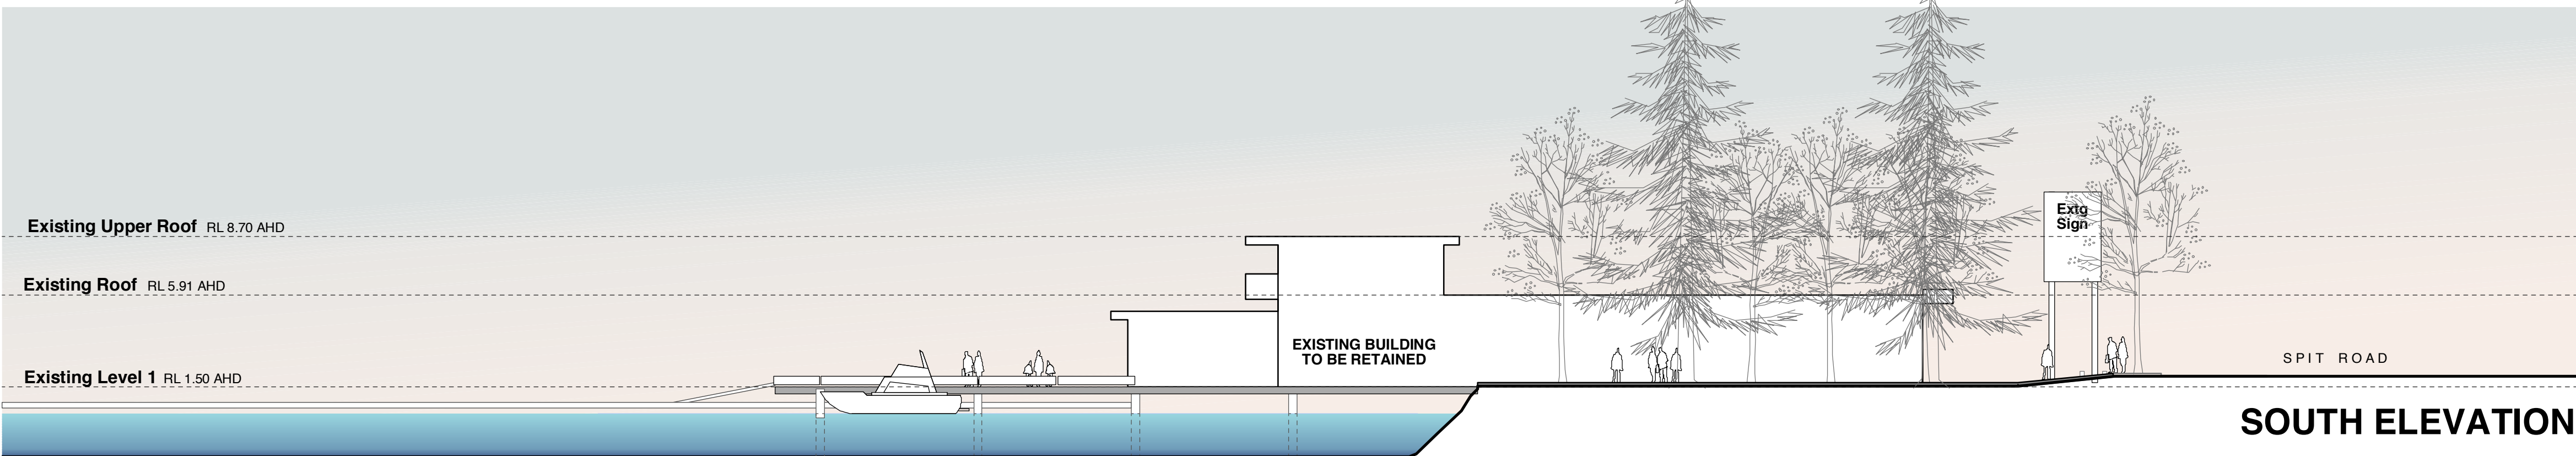 Existing Upper Roof RL 8.70 AHD
Extg
Sign
Existing Roof RL 5.91 AHD
EXISTING BUILDING
TO BE RETAINED
Existing Level 1 RL 1.50 AHD
SPIT ROAD
SOUTH ELEVATION